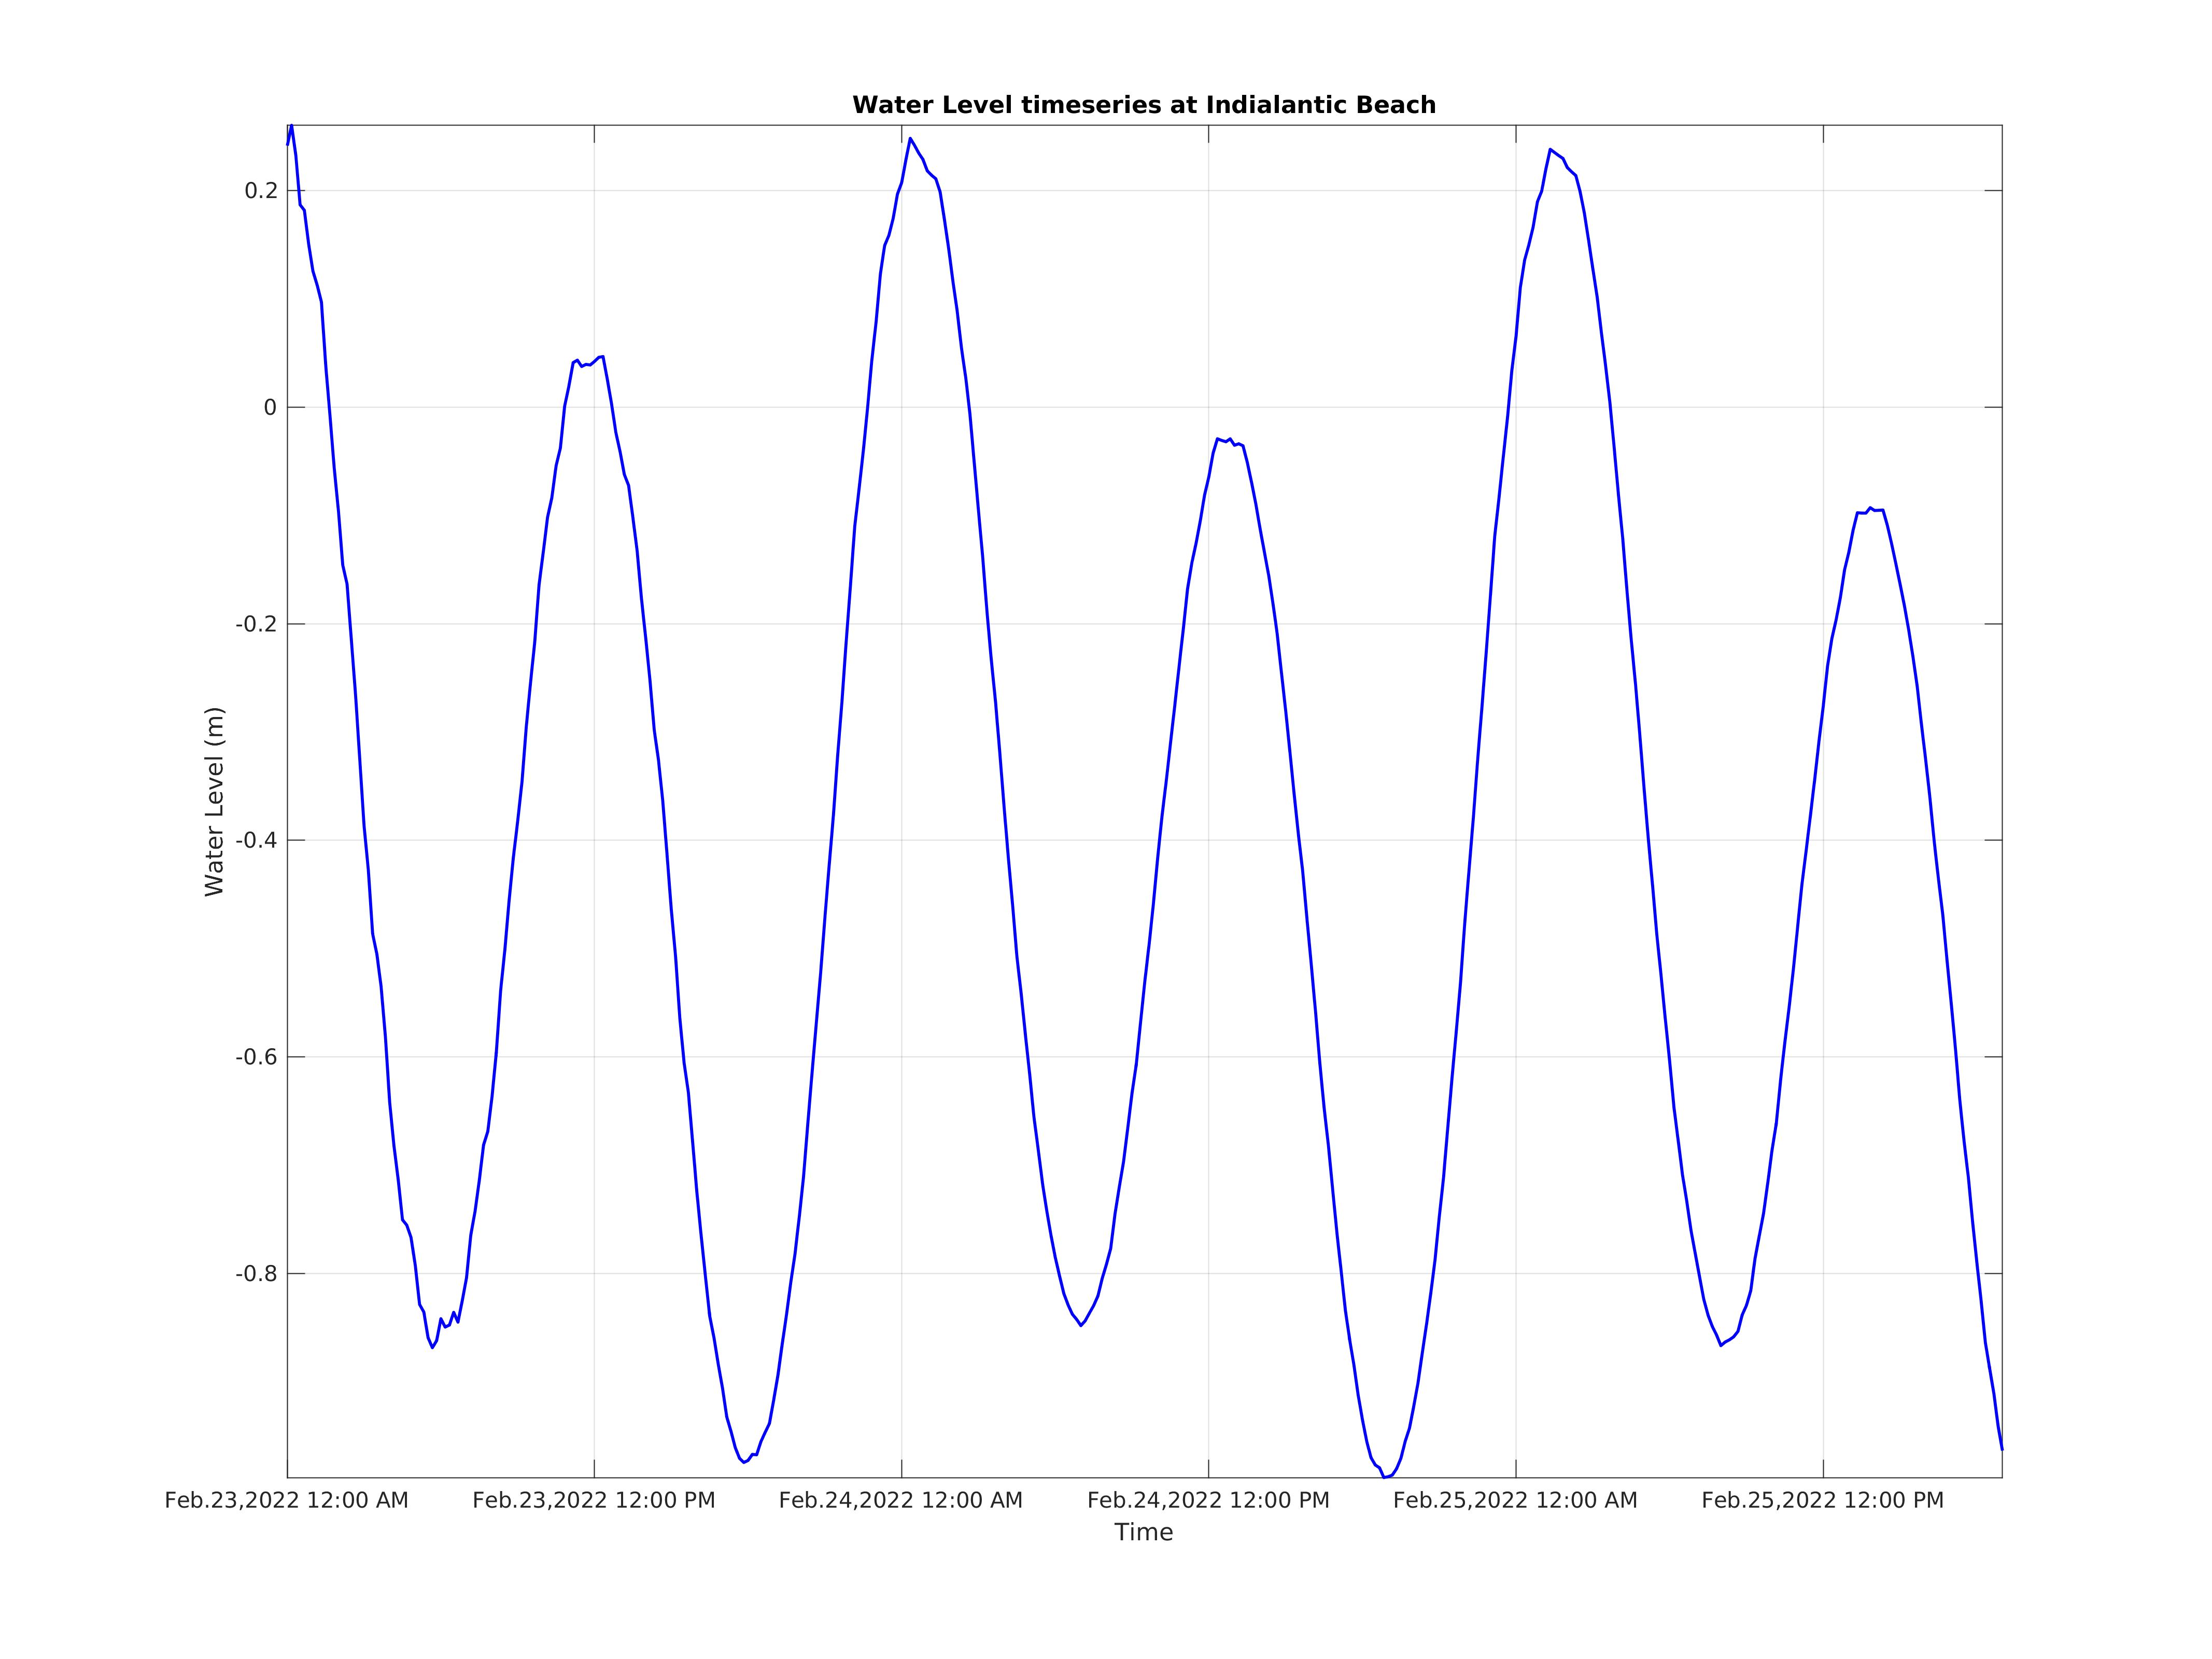 Water Level timeseries at Indialantic Beach
0.2
0
-0.2
-0.4
-0.6
-0.8
Water Level (m)
Feb.23,2022 12:00 AM
Feb.23,2022 12:00 PM
Feb.24,2022 12:00 AM
Feb.24,2022 12:00 PM
Feb.25,2022 12:00 AM
Feb.25,2022 12:00 PM
Time